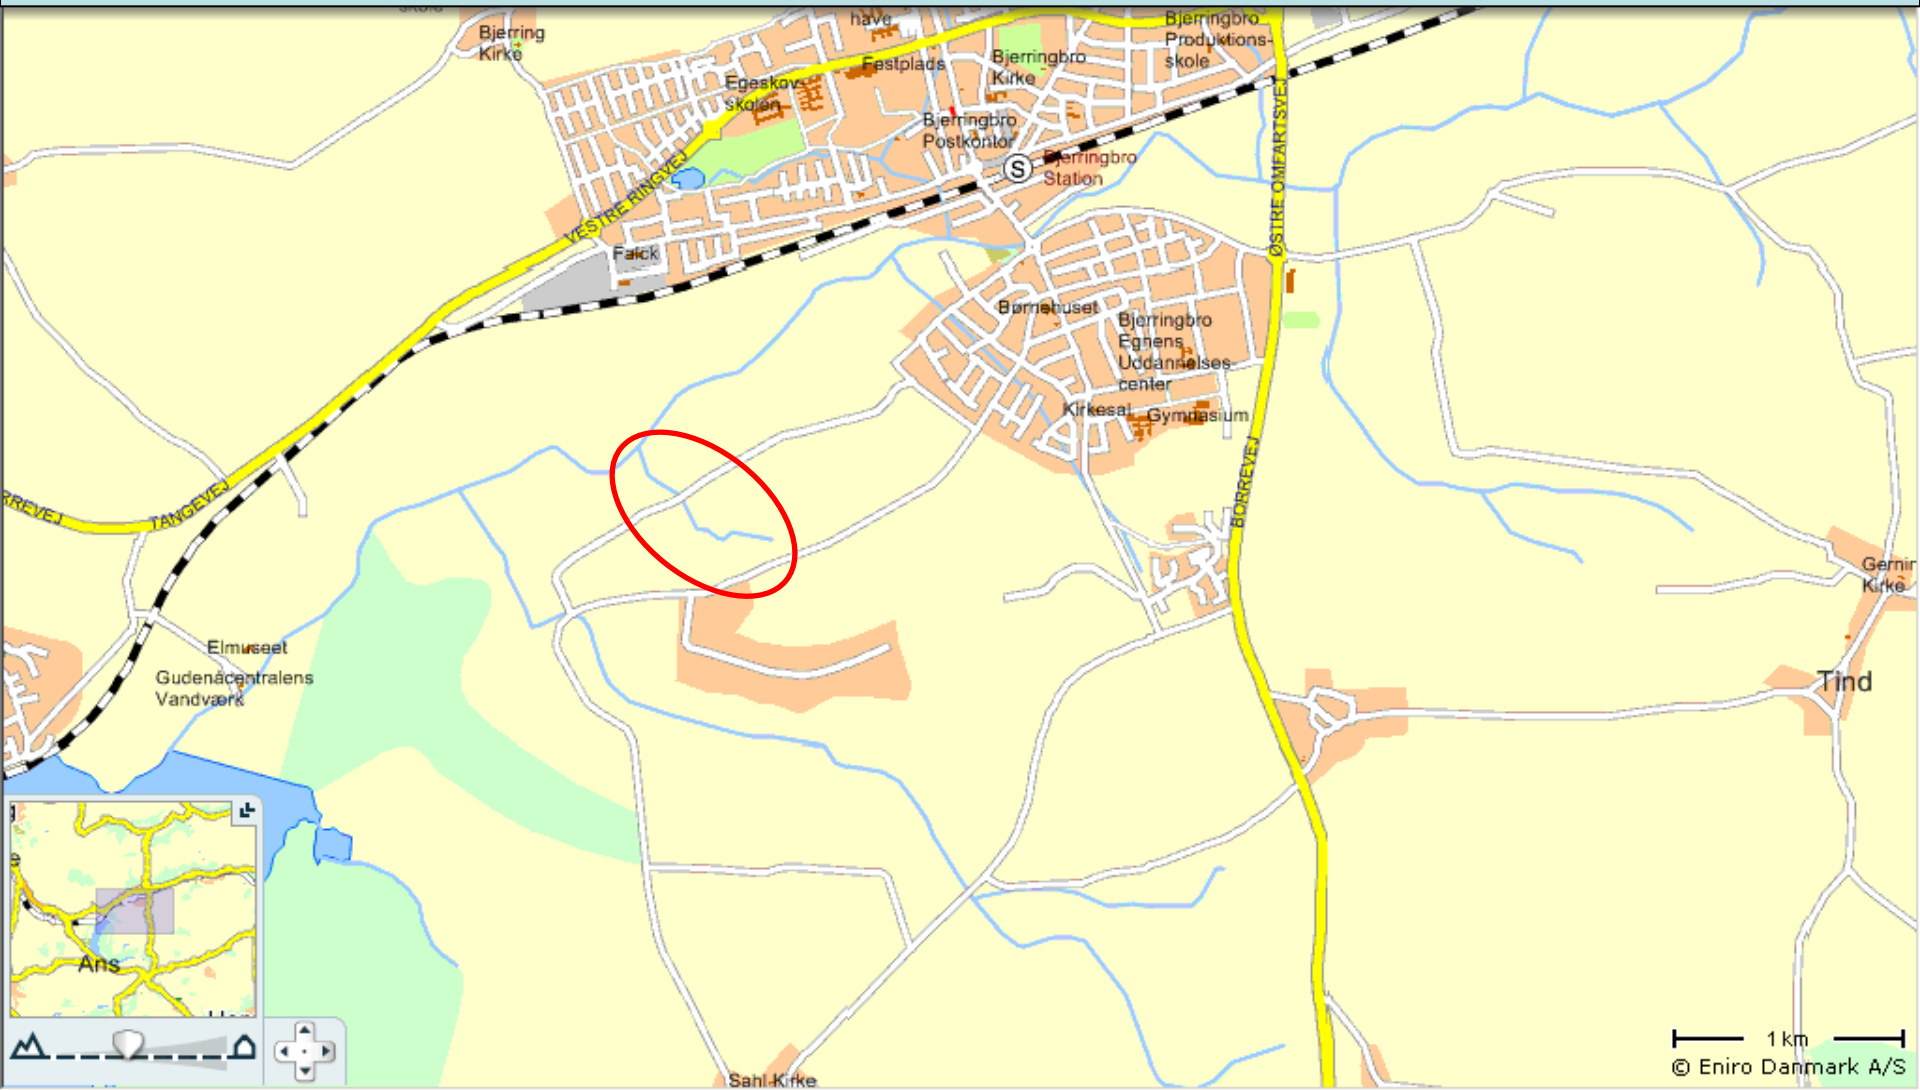 have
Bjerringbro
Produktions-
skole
Bjerring
Kirke
Festplads
Bjerringbro
Kirke
Egeskov-
skolen
Bjerringbro
Postkontor
S
Bjerringbro
Station
VESTRE RINGVEJ
ØSTRE OMFARTSVEJ
Falck
Børnehuset
Bjerringbro
Egnens
Uddannelses-
center
Kirkesal
Gymnasium
BORREVEJ
TANGEVEJ
RREVEJ
Gernin
Kirke
Elmuseet
Gudenåcentralens
Vandværk
Tind
Ans
1 km
© Eniro Danmark A/S
Sahl Kirke